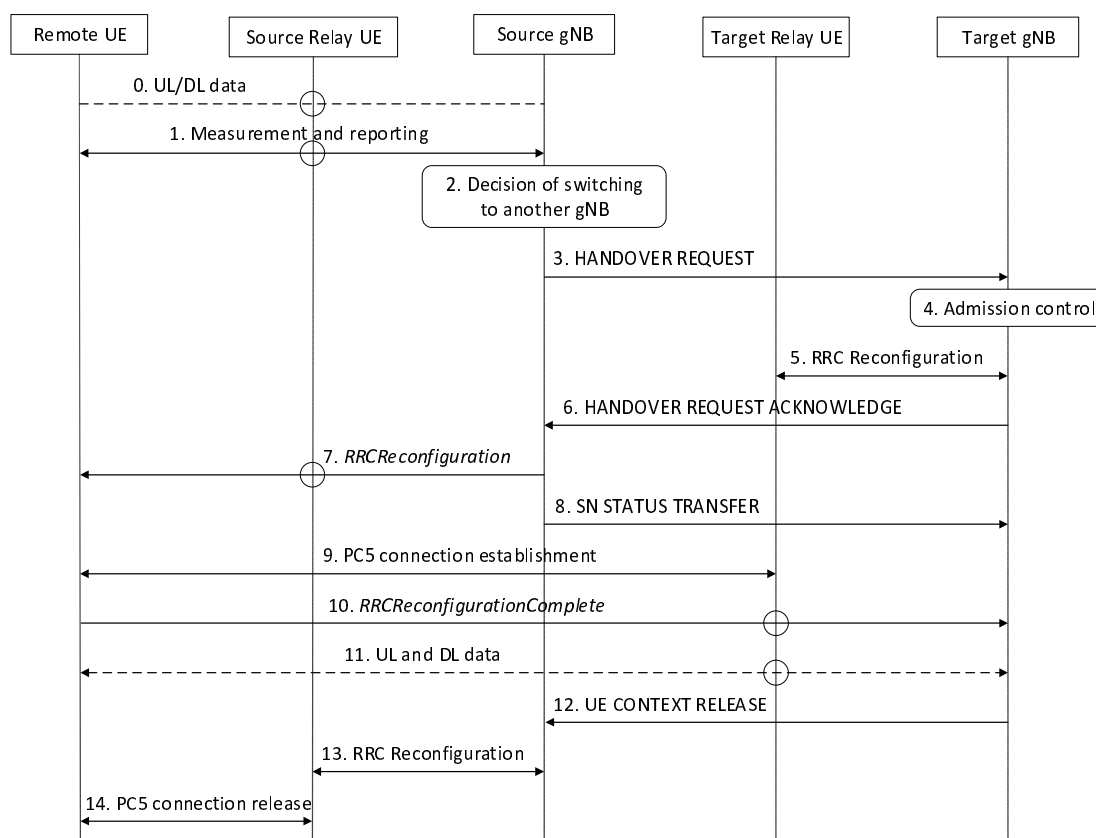 Remote UE
Source Relay UE
Source gNB
Target Relay UE
Target gNB
0. UL/DL data
1. Measurement and reporting
2. Decision of switching
to another gNB
3. HANDOVER REQUEST
4. Admission control
5. RRC Reconfiguration
6. HANDOVER REQUEST ACKNOWLEDGE
7. RRCReconfiguration
8. SN STATUS TRANSFER
9. PC5 connection establishment
10. RRCReconfigurationComplete
11. UL and DL data
12. UE CONTEXT RELEASE
13. RRC Reconfiguration
14. PC5 connection release